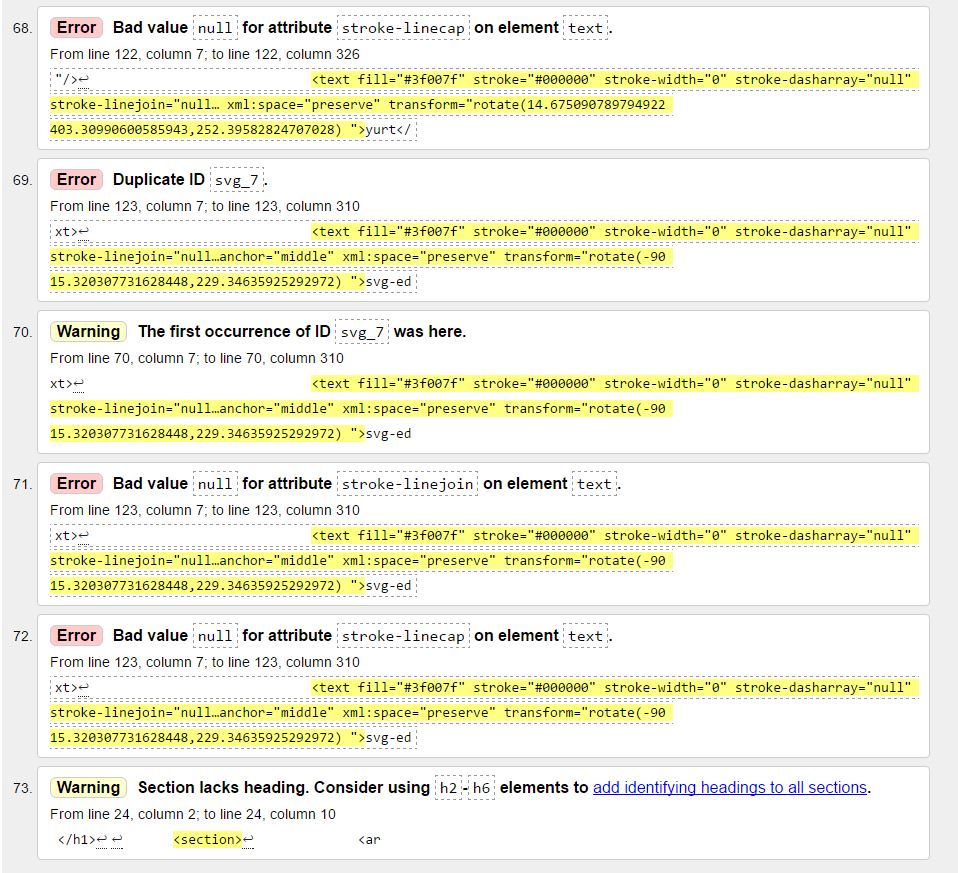 68. Error Bad value null for attribute stroke-linecap on element text.
From line 122, column 7; to line 122, column 326
"/>↩ <text fill="#3f007f" stroke="#000000" stroke-width="0" stroke-dasharray="null"
stroke-linejoin="null… xml:space="preserve" transform="rotate(14.675090789794922
403.30990600585943,252.39582824707028) ">yurt</
69. Error Duplicate ID svg_7.
From line 123, column 7; to line 123, column 310
xt>↩ <text fill="#3f007f" stroke="#000000" stroke-width="0" stroke-dasharray="null"
stroke-linejoin="null…anchor="middle" xml:space="preserve" transform="rotate(-90
15.320307731628448,229.34635925292972) ">svg-ed
70. Warning The first occurrence of ID svg_7 was here.
From line 70, column 7; to line 70, column 310
xt>↩ <text fill="#3f007f" stroke="#000000" stroke-width="0" stroke-dasharray="null"
stroke-linejoin="null…anchor="middle" xml:space="preserve" transform="rotate(-90
15.320307731628448,229.34635925292972) ">svg-ed
71. Error Bad value null for attribute stroke-linejoin on element text.
From line 123, column 7; to line 123, column 310
xt>↩ <text fill="#3f007f" stroke="#000000" stroke-width="0" stroke-dasharray="null"
stroke-linejoin="null…anchor="middle" xml:space="preserve" transform="rotate(-90
15.320307731628448,229.34635925292972) ">svg-ed
72. Error Bad value null for attribute stroke-linecap on element text.
From line 123, column 7; to line 123, column 310
xt>↩ <text fill="#3f007f" stroke="#000000" stroke-width="0" stroke-dasharray="null"
stroke-linejoin="null…anchor="middle" xml:space="preserve" transform="rotate(-90
15.320307731628448,229.34635925292972) ">svg-ed
73. Warning Section lacks heading. Consider using h2-h6 elements to add identifying headings to all sections.
From line 24, column 2; to line 24, column 10
</h1>↩ ↩ <section>↩ <ar